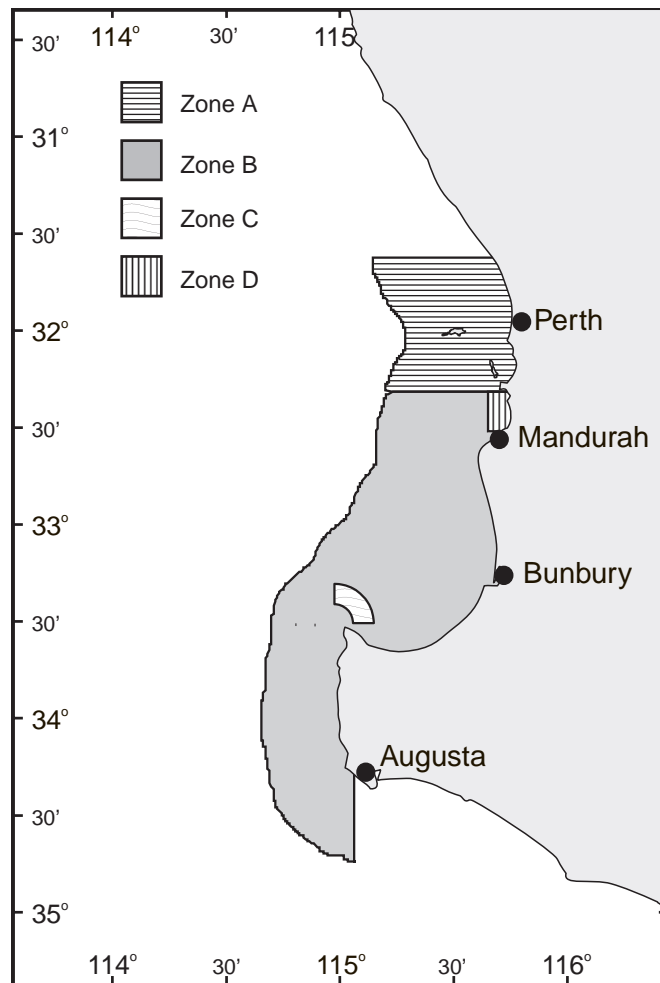 114° 30’ 115
30’
Zone A
31°
Zone B
Zone C
30’
Zone D
32°
Perth
30’
Mandurah
33°
Bunbury
30’
34°
Augusta
30’
35°
114° 30’ 115° 30’ 116°